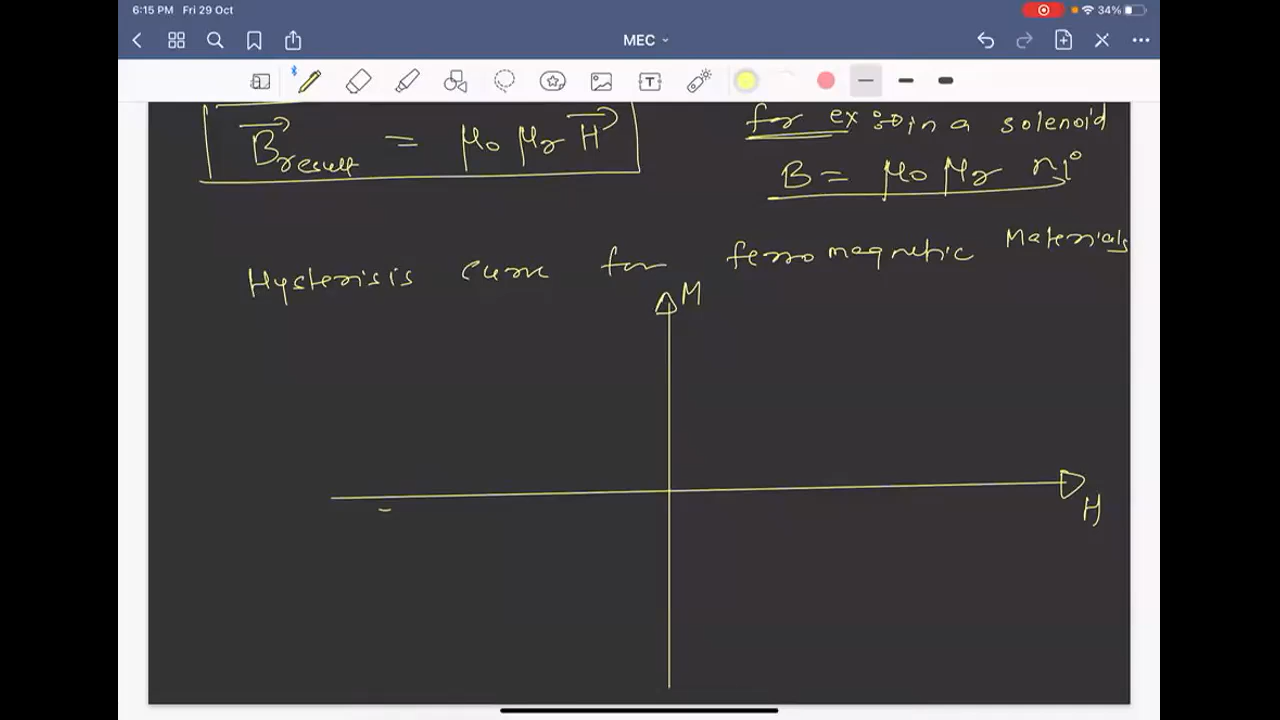 6:15 PM Fri 29 Oct
34%
MEC
B result = μ0 μr H
for ex :- in a solenoid
B = μ0 μr ni
Hysterisis curve for ferromagnetic Materials
M
H